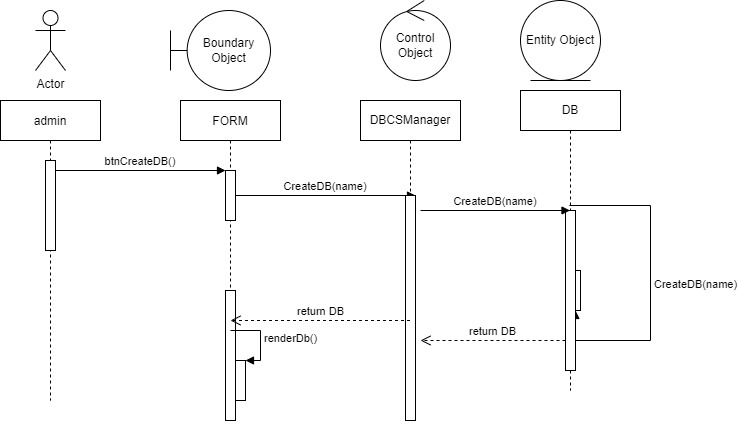 Actor
Boundary
Object
Control
Object
Entity Object
admin
FORM
DBCSManager
DB
btnCreateDB()
CreateDB(name)
CreateDB(name)
CreateDB(name)
return DB
return DB
renderDb()